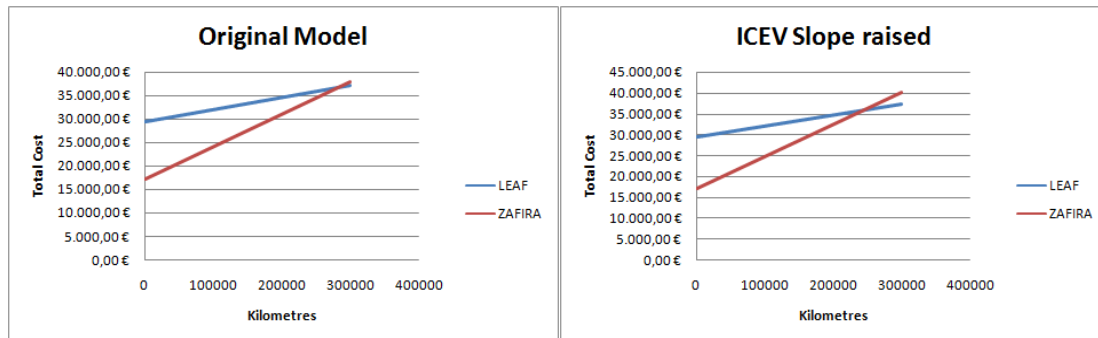 Original Model
Total Cost
40.000,00 €
35.000,00 €
30.000,00 €
25.000,00 €
20.000,00 €
15.000,00 €
10.000,00 €
5.000,00 €
0,00 €
0 100000 200000 300000 400000
Kilometres
LEAF
ZAFIRA
ICEV Slope raised
Total Cost
45.000,00 €
40.000,00 €
35.000,00 €
30.000,00 €
25.000,00 €
20.000,00 €
15.000,00 €
10.000,00 €
5.000,00 €
0,00 €
0 100000 200000 300000 400000
Kilometres
LEAF
ZAFIRA